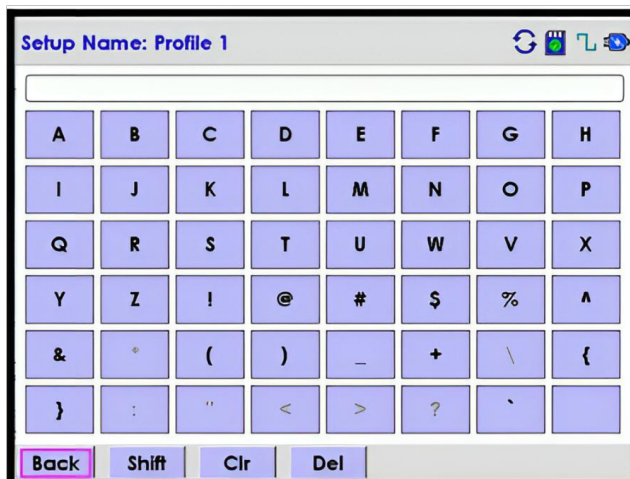 Setup Name: Profile 1
A B C D E F G H
I J K L M N O P
Q R S T U W V X
Y Z ! @ # $ % ^
& * ( ) _ + \ {
} : " < > ? `
Back Shift Clr Del